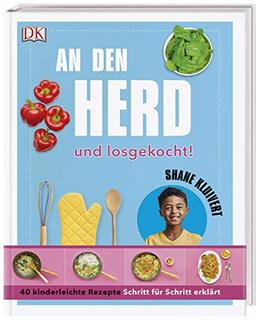 DK
AN DEN
HERD
und losgekocht!
SHANE KLUIVERT
40 kinderleichte Rezepte Schritt für Schritt erklärt